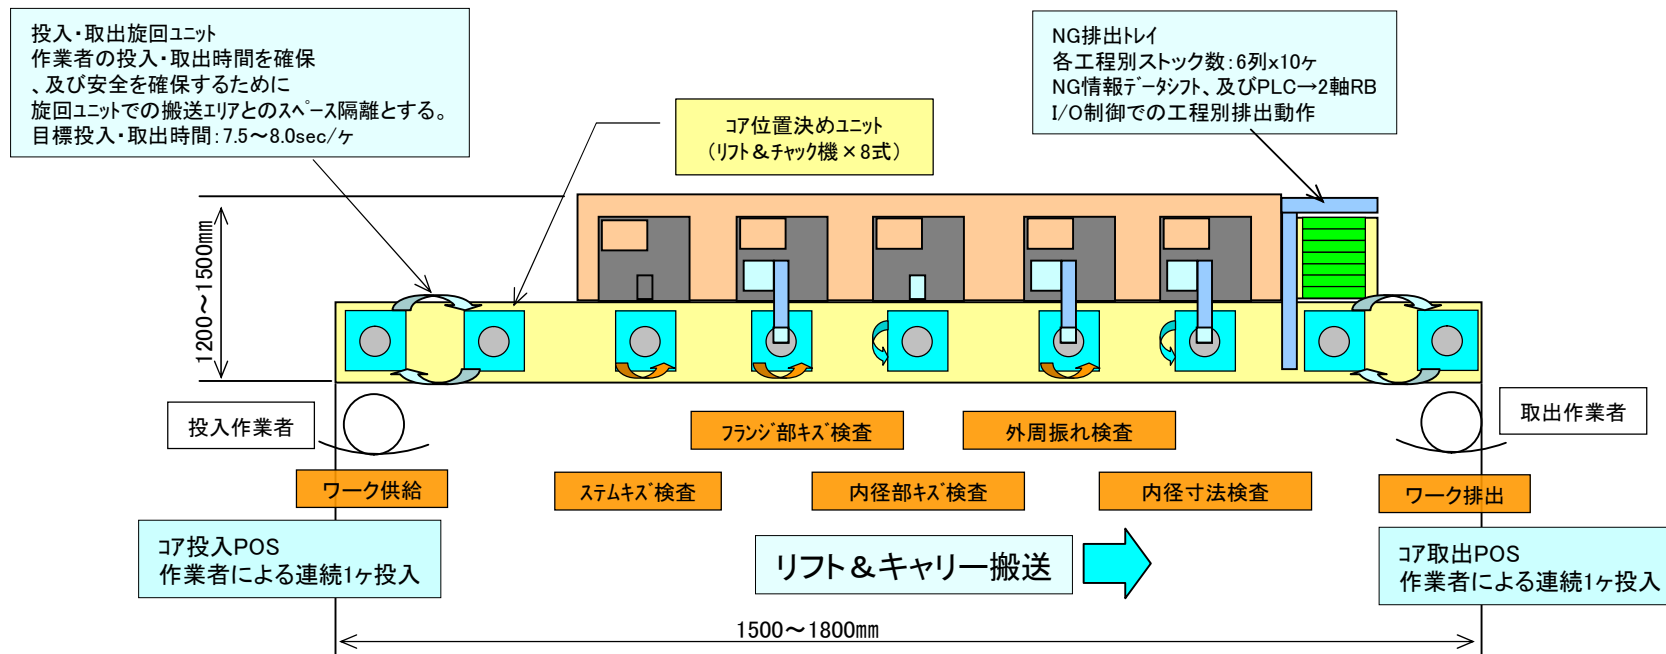 投入・取出旋回ユニット
作業者の投入・取出時間を確保
、及び安全を確保するために
旋回ユニットでの搬送エリアとのスペース隔離とする。
目標投入・取出時間：7.5～8.0sec/ヶ
コア位置決めユニット
（リフト＆チャック機×8式）
NG排出トレイ
各工程別ストック数：6列x10ヶ
NG情報データシフト、及びPLC→2軸RB
I/O制御での工程別排出動作
1200～1500mm
投入作業者
取出作業者
フランジ部キズ検査
外周振れ検査
ワーク供給
ステムキズ検査
内径部キズ検査
内径寸法検査
ワーク排出
コア投入POS
作業者による連続1ヶ投入
リフト＆キャリー搬送
コア取出POS
作業者による連続1ヶ投入
1500～1800mm